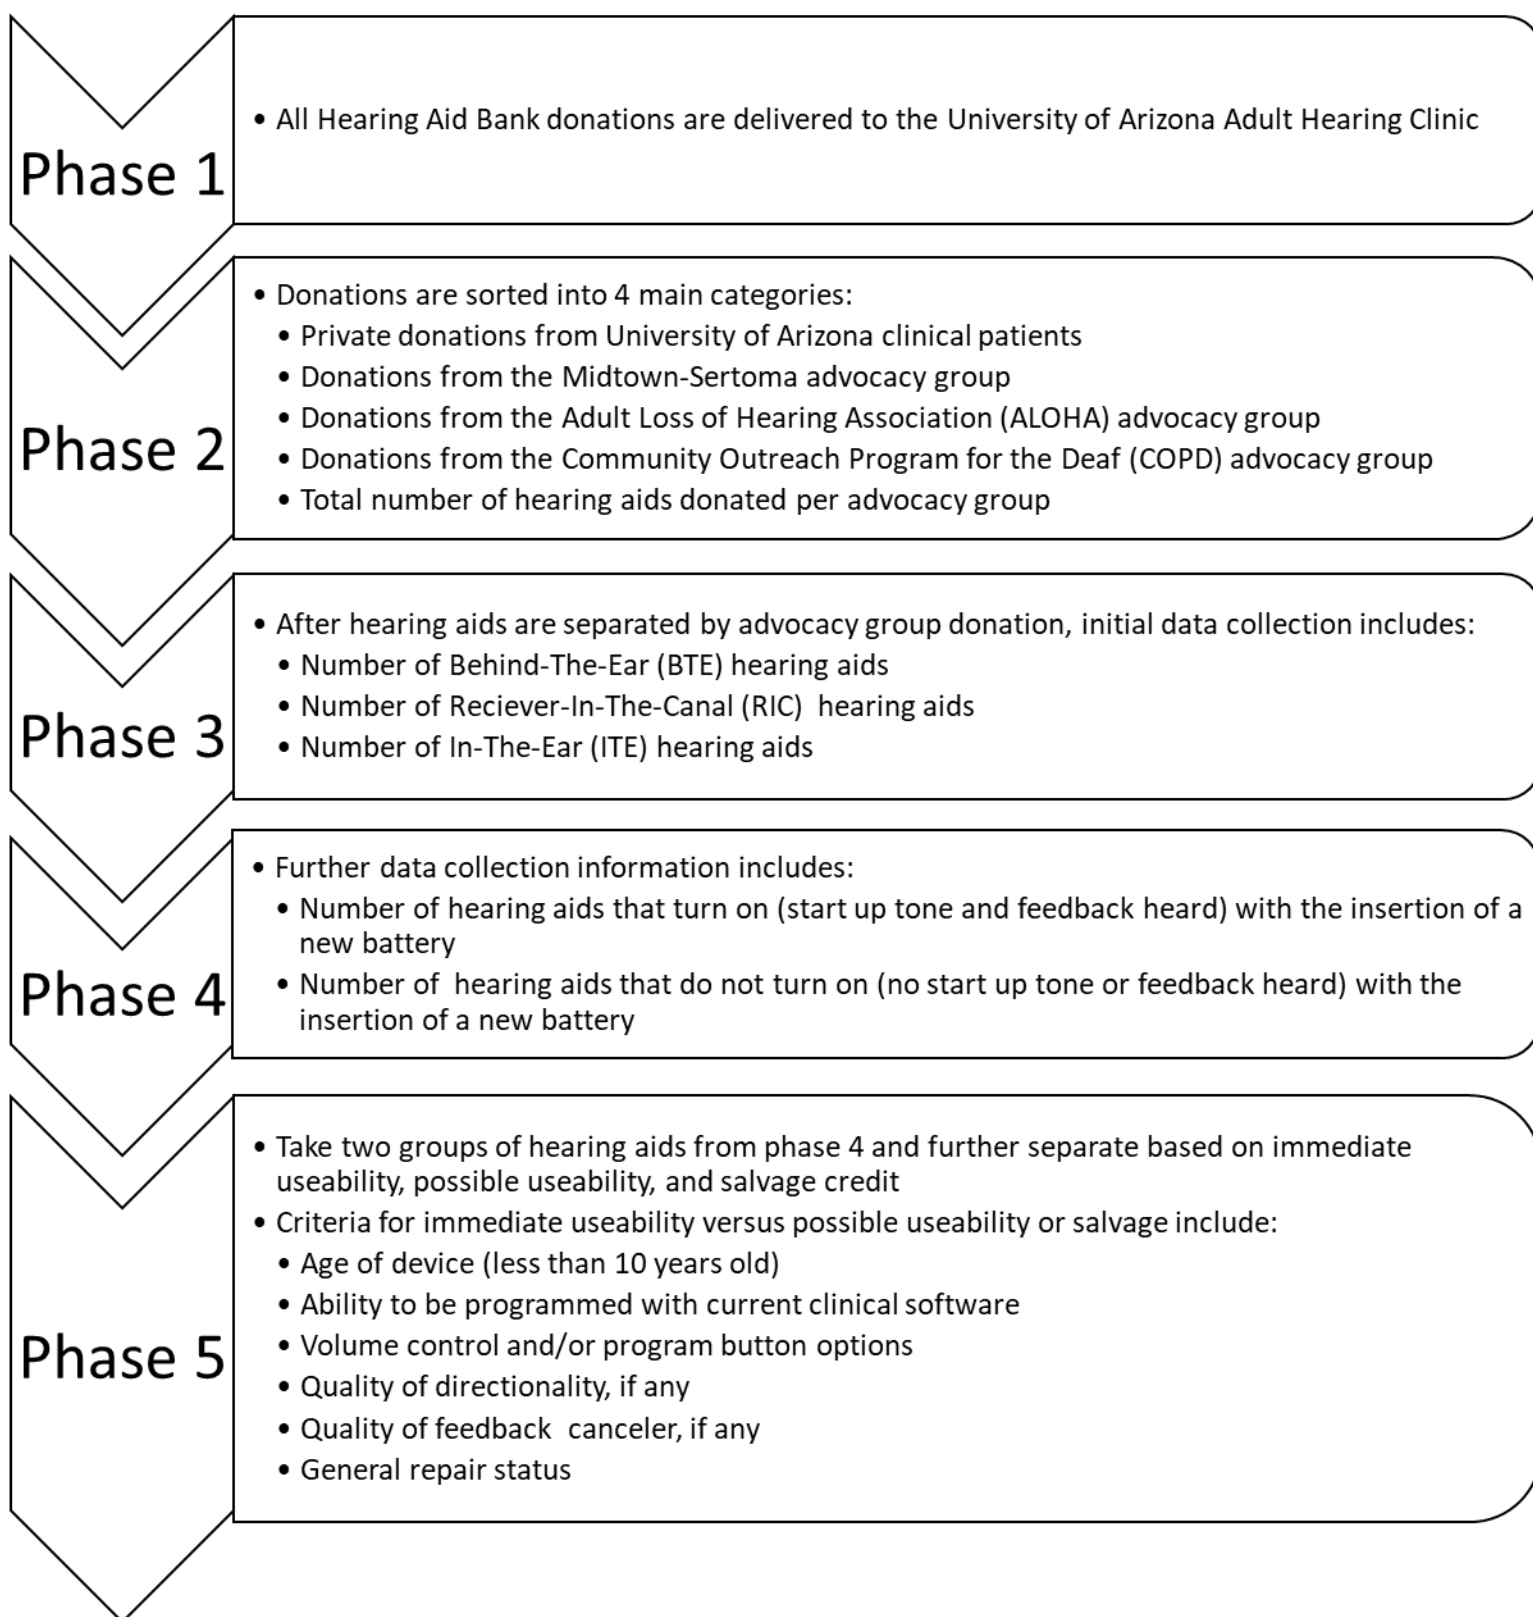 Phase 1
• All Hearing Aid Bank donations are delivered to the University of Arizona Adult Hearing Clinic
Phase 2
• Donations are sorted into 4 main categories:
• Private donations from University of Arizona clinical patients
• Donations from the Midtown-Sertoma advocacy group
• Donations from the Adult Loss of Hearing Association (ALOHA) advocacy group
• Donations from the Community Outreach Program for the Deaf (COPD) advocacy group
• Total number of hearing aids donated per advocacy group
Phase 3
• After hearing aids are separated by advocacy group donation, initial data collection includes:
• Number of Behind-The-Ear (BTE) hearing aids
• Number of Reciever-In-The-Canal (RIC)  hearing aids
• Number of In-The-Ear (ITE) hearing aids
Phase 4
• Further data collection information includes:
• Number of hearing aids that turn on (start up tone and feedback heard) with the insertion of a
new battery
• Number of  hearing aids that do not turn on (no start up tone or feedback heard) with the
insertion of a new battery
Phase 5
• Take two groups of hearing aids from phase 4 and further separate based on immediate
useability, possible useability, and salvage credit
• Criteria for immediate useability versus possible useability or salvage include:
• Age of device (less than 10 years old)
• Ability to be programmed with current clinical software
• Volume control and/or program button options
• Quality of directionality, if any
• Quality of feedback  canceler, if any
• General repair status